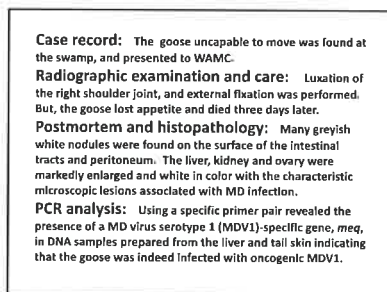 Case record: The goose uncapable to move was found at
the swamp, and presented to WAMC.
Radiographic examination and care: Luxation of
the right shoulder joint, and external fixation was performed.
But, the goose lost appetite and died three days later.
Postmortem and histopathology: Many greyish
white nodules were found on the surface of the intestinal
tracts and peritoneum. The liver, kidney and ovary were
markedly enlarged and white in color with the characteristic
microscopic lesions associated with MD infection.
PCR analysis: Using a specific primer pair revealed the
presence of a MD virus serotype 1 (MDV1)-specific gene, meq,
in DNA samples prepared from the liver and tail skin indicating
that the goose was indeed infected with oncogenic MDV1.